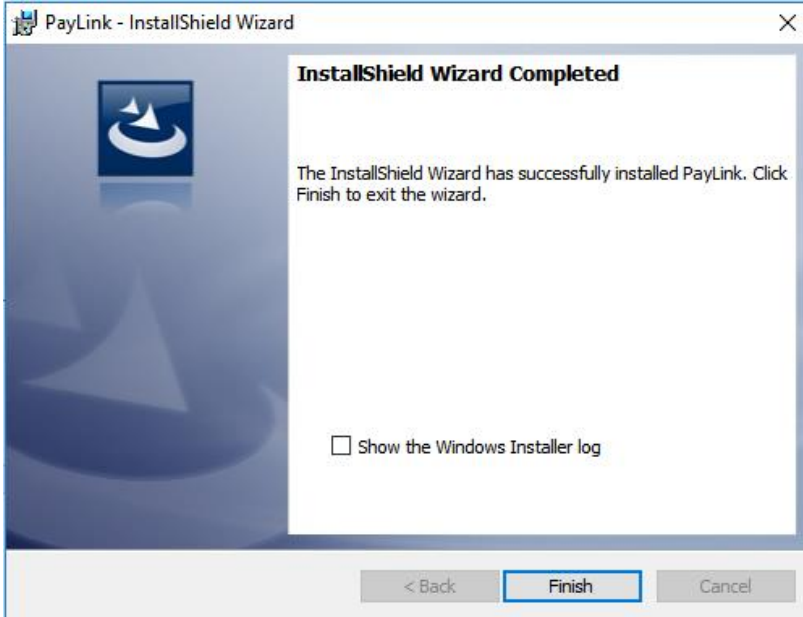 PayLink - InstallShield Wizard
InstallShield Wizard Completed
The InstallShield Wizard has successfully installed PayLink. Click
Finish to exit the wizard.
Show the Windows Installer log
< Back Finish Cancel